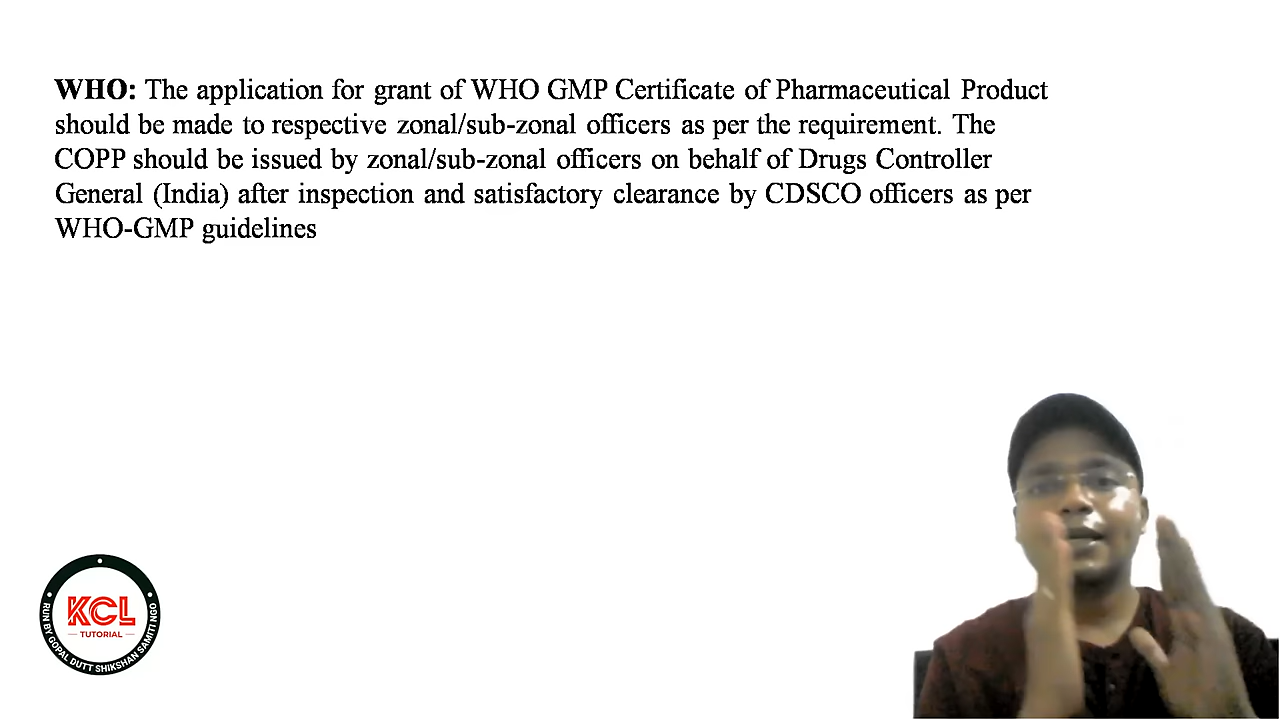 WHO: The application for grant of WHO GMP Certificate of Pharmaceutical Product
should be made to respective zonal/sub-zonal officers as per the requirement. The
COPP should be issued by zonal/sub-zonal officers on behalf of Drugs Controller
General (India) after inspection and satisfactory clearance by CDSCO officers as per
WHO-GMP guidelines
KCL
TUTORIAL
RUN BY GOPAL DUTT SHIKSHAN SAMITI NGO